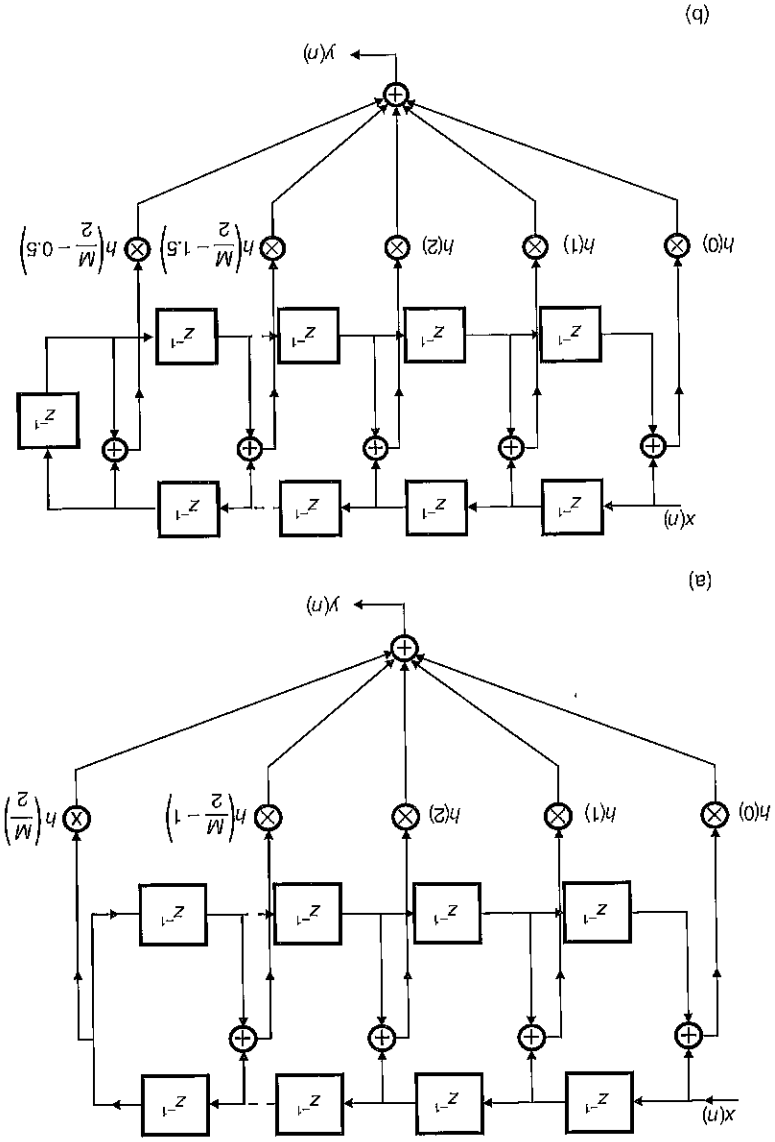 x(n)
z⁻¹ z⁻¹ z⁻¹ z⁻¹
+ + + +
z⁻¹ z⁻¹ z⁻¹ z⁻¹
h(0) h(1) h(2) h(M/2 − 1) h(M/2)
+
y(n)
(a)
x(n)
z⁻¹ z⁻¹ z⁻¹ z⁻¹
+ + + + +
z⁻¹
z⁻¹ z⁻¹ z⁻¹ z⁻¹
h(0) h(1) h(2) h(M/2 − 1.5) h(M/2 − 0.5)
+
y(n)
(b)